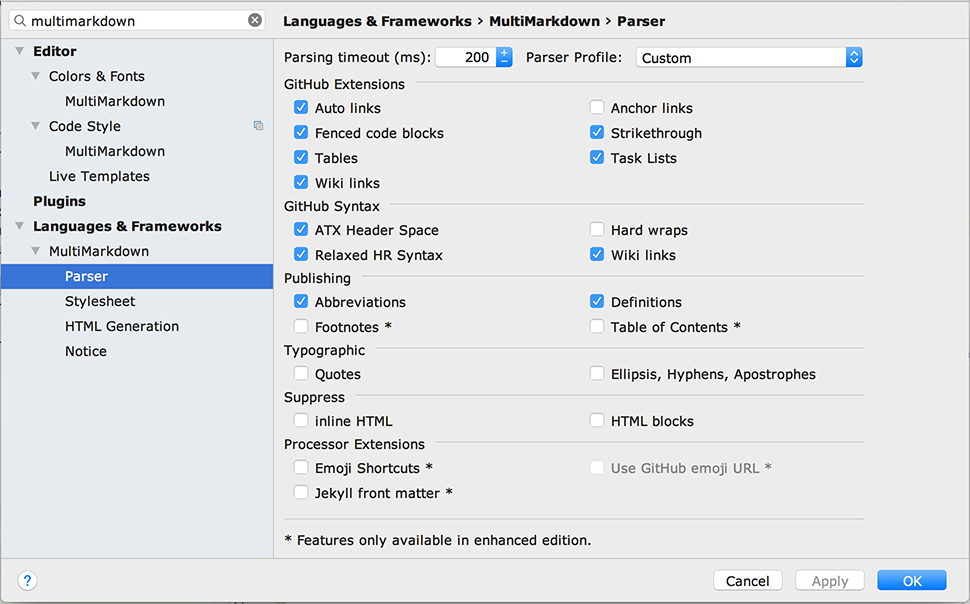 multimarkdown
Languages & Frameworks › MultiMarkdown › Parser
Editor
Colors & Fonts
MultiMarkdown
Code Style
MultiMarkdown
Live Templates
Plugins
Languages & Frameworks
MultiMarkdown
Parser
Stylesheet
HTML Generation
Notice
Parsing timeout (ms): 200 Parser Profile: Custom
GitHub Extensions
Auto links Anchor links
Fenced code blocks Strikethrough
Tables Task Lists
Wiki links
GitHub Syntax
ATX Header Space Hard wraps
Relaxed HR Syntax Wiki links
Publishing
Abbreviations Definitions
Footnotes * Table of Contents *
Typographic
Quotes Ellipsis, Hyphens, Apostrophes
Suppress
inline HTML HTML blocks
Processor Extensions
Emoji Shortcuts * Use GitHub emoji URL *
Jekyll front matter *
* Features only available in enhanced edition.
? Cancel Apply OK